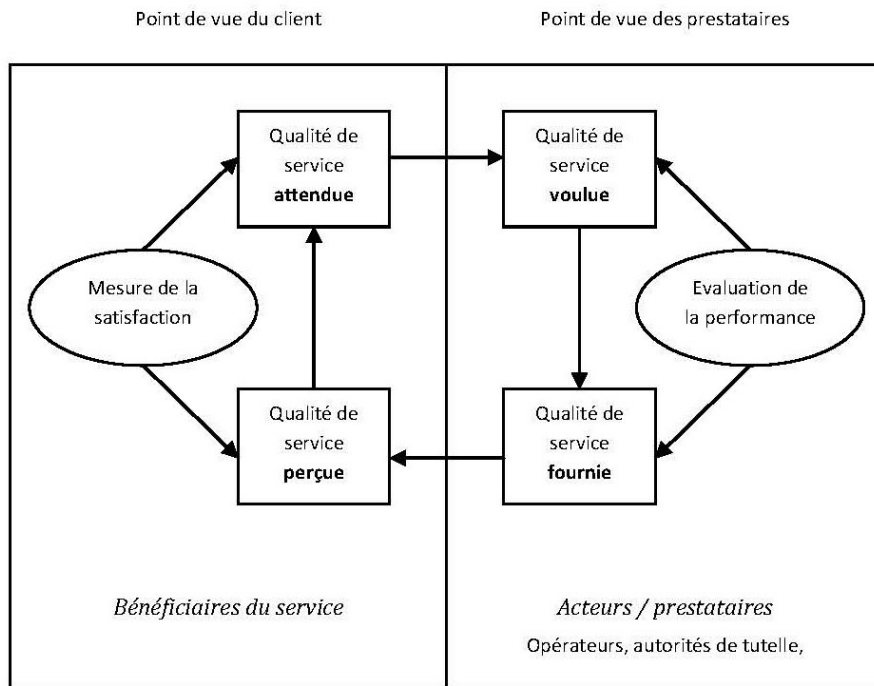 Point de vue du client
Point de vue des prestataires
Qualité de
service
attendue
Qualité de
service
voulue
Mesure de la
satisfaction
Evaluation de
la performance
Qualité de
service
perçue
Qualité de
service
fournie
Bénéficiaires du service
Acteurs / prestataires
Opérateurs, autorités de tutelle,